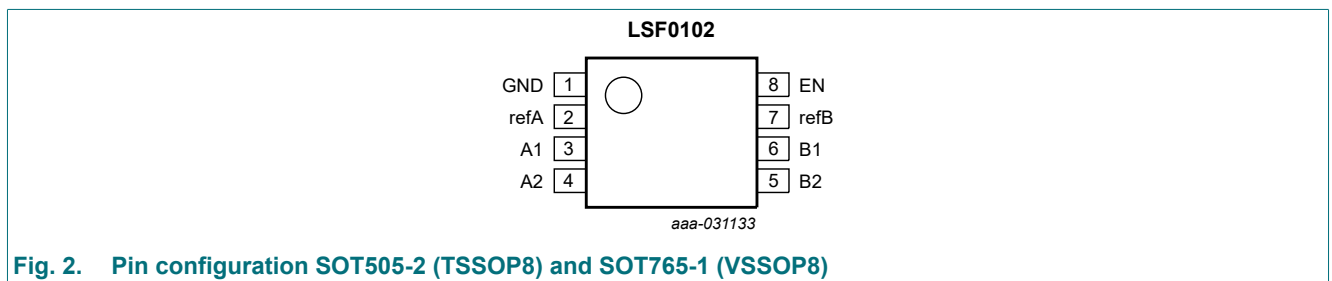 LSF0102
GND 1 8 EN
refA 2 7 refB
A1 3 6 B1
A2 4 5 B2
aaa-031133
Fig. 2. Pin configuration SOT505-2 (TSSOP8) and SOT765-1 (VSSOP8)